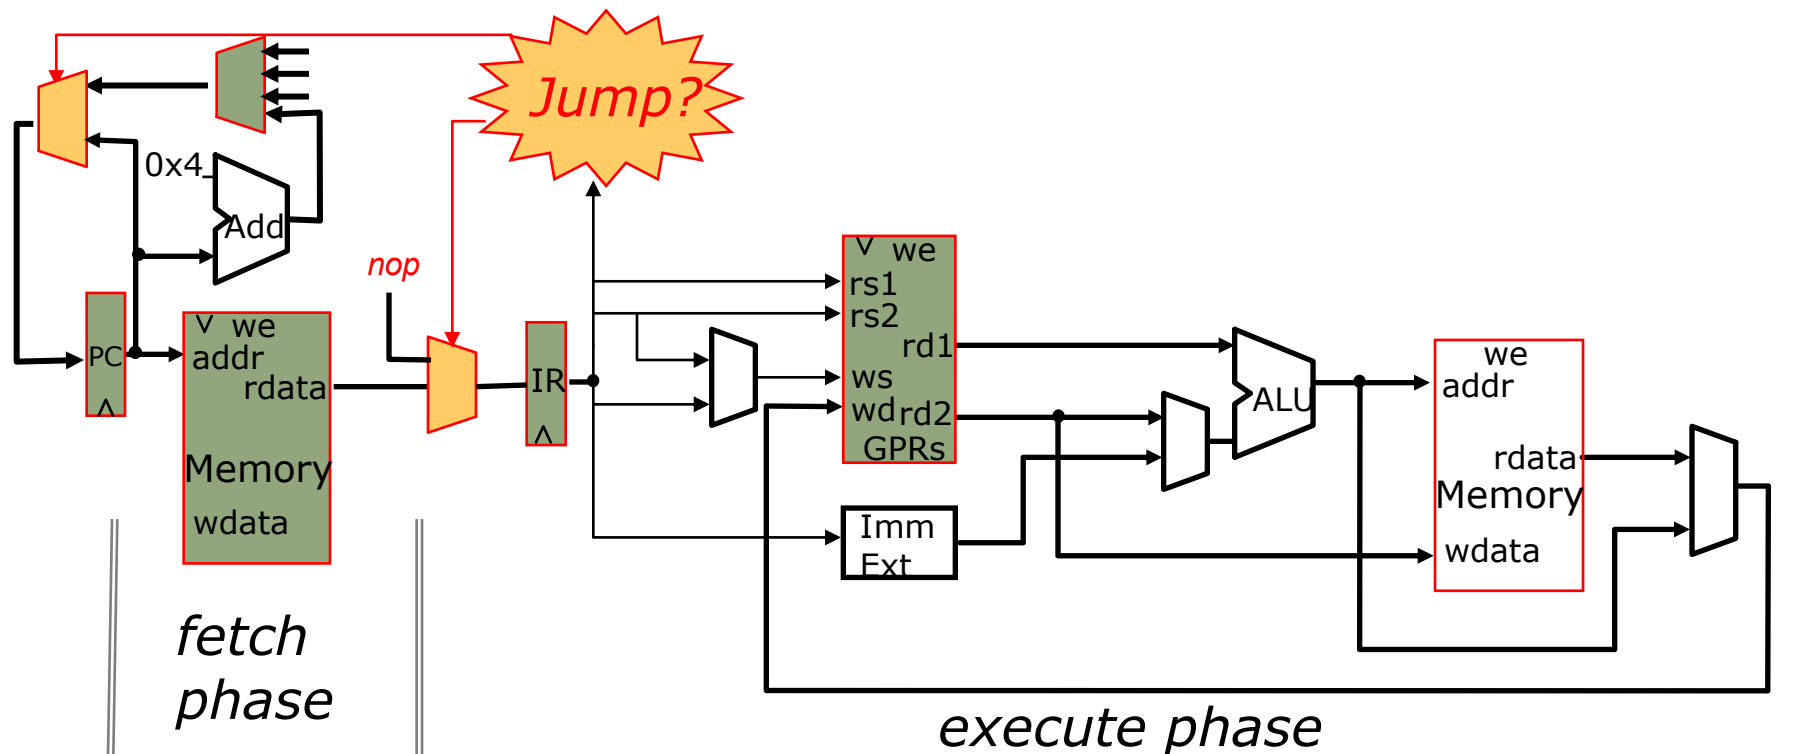 Jump?
0x4
Add
nop
PC
we
addr
rdata
Memory
wdata
IR
we
rs1
rs2
rd1
ws
wd rd2
GPRs
Imm
Ext
ALU
we
addr
rdata
Memory
wdata
fetch
phase
execute phase